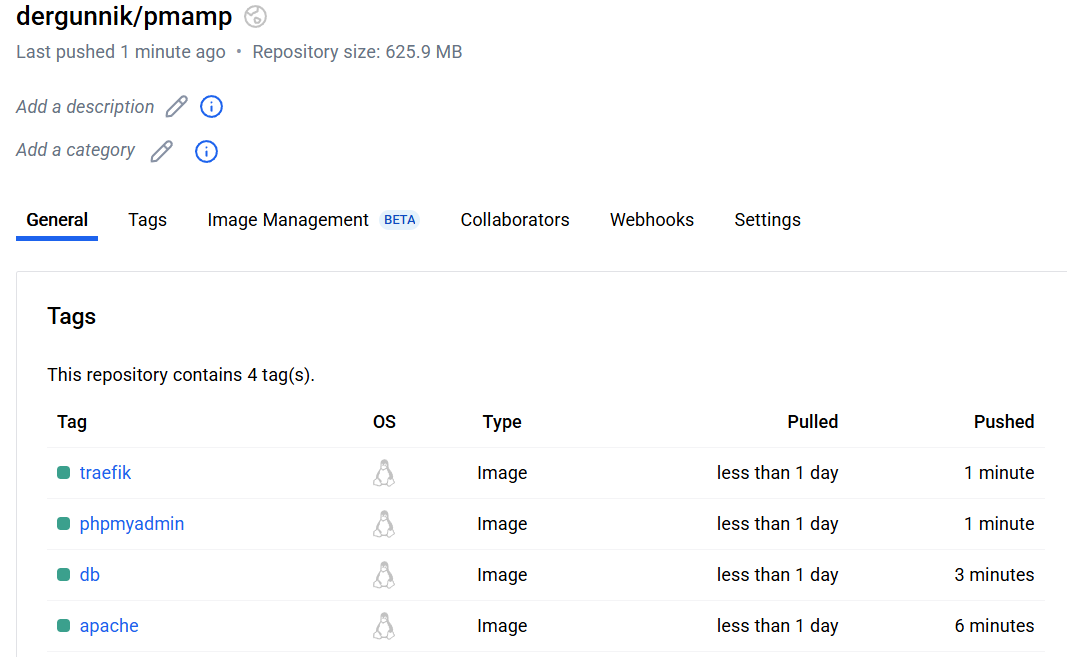 dergunnik/pmamp
Last pushed 1 minute ago • Repository size: 625.9 MB
Add a description
Add a category
General Tags Image Management BETA Collaborators Webhooks Settings
Tags
This repository contains 4 tag(s).
Tag OS Type Pulled Pushed
traefik Image less than 1 day 1 minute
phpmyadmin Image less than 1 day 1 minute
db Image less than 1 day 3 minutes
apache Image less than 1 day 6 minutes